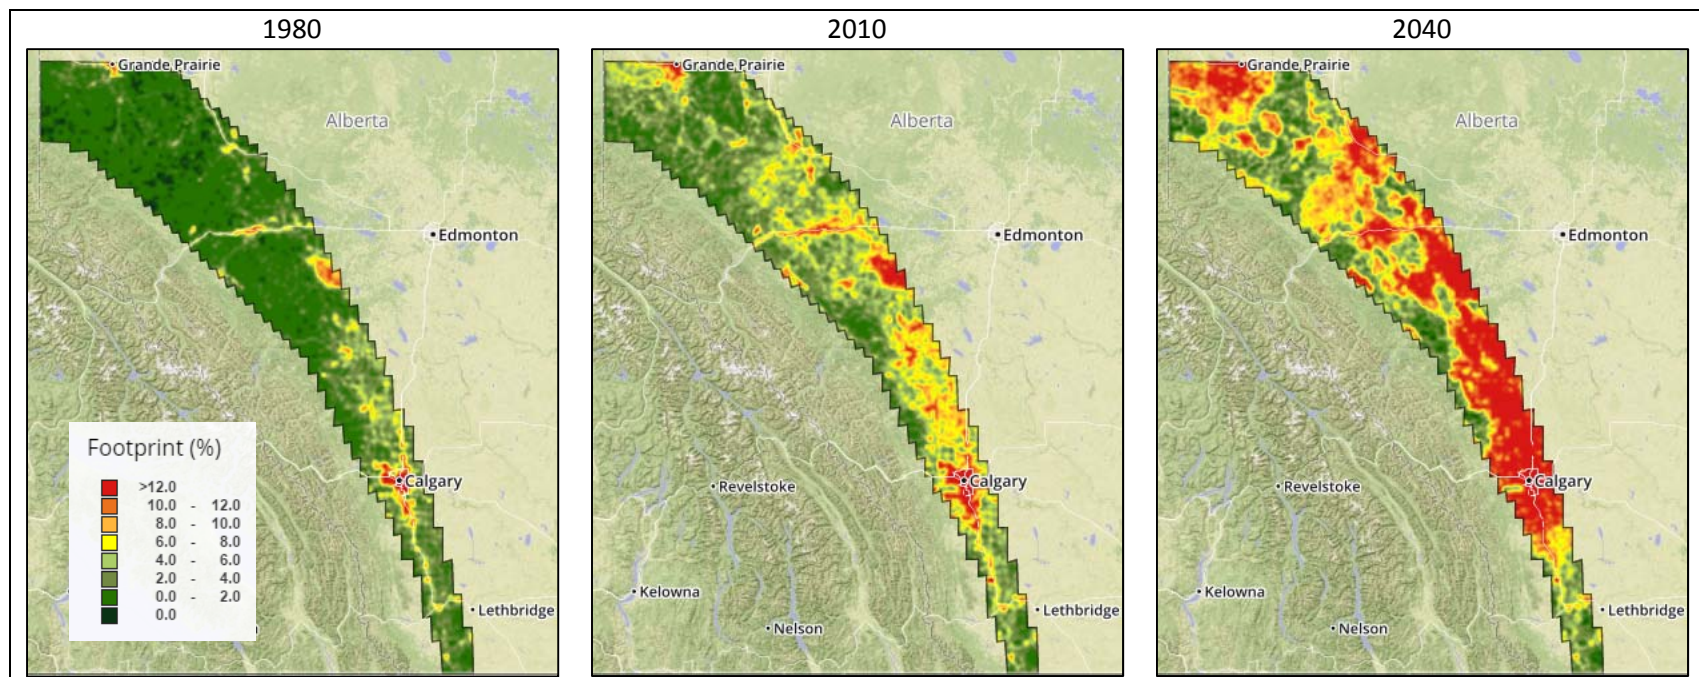 1980 2010 2040
Grande Prairie
Alberta
Edmonton
Calgary
Lethbridge
Footprint (%)
>12.0
10.0 - 12.0
8.0 - 10.0
6.0 - 8.0
4.0 - 6.0
2.0 - 4.0
0.0 - 2.0
0.0
Grande Prairie
Alberta
Edmonton
Calgary
Revelstoke
Kelowna
Lethbridge
Nelson
Grande Prairie
Alberta
Edmonton
Calgary
Revelstoke
Kelowna
Lethbridge
Nelson